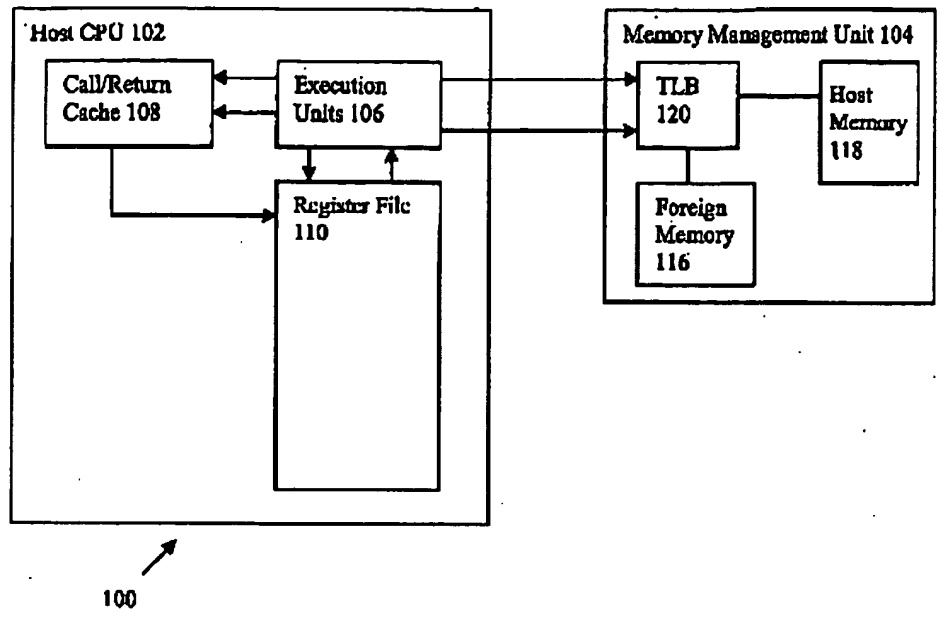 Host CPU 102
Call/Return
Cache 108
Execution
Units 106
Register File
110
Memory Management Unit 104
TLB
120
Host
Memory
118
Foreign
Memory
116
100